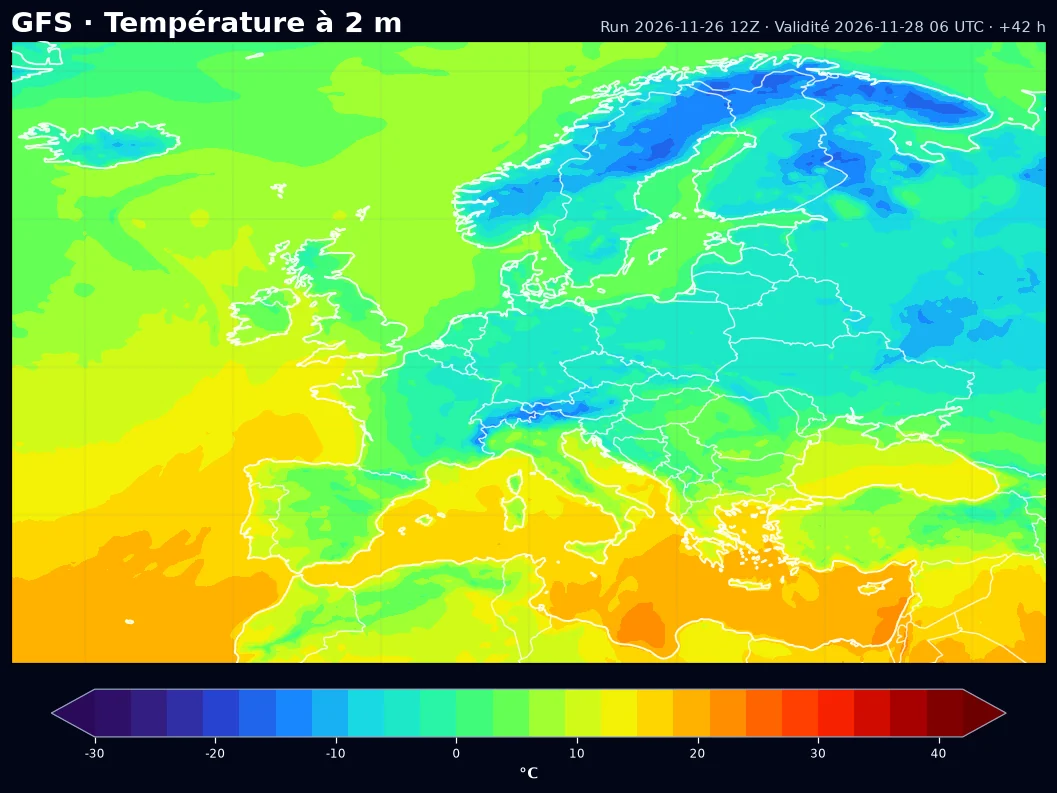 GFS · Température à 2 m
Run 2026-11-26 12Z · Validité 2026-11-28 06 UTC · +42 h
-30 -20 -10 0 10 20 30 40
°C